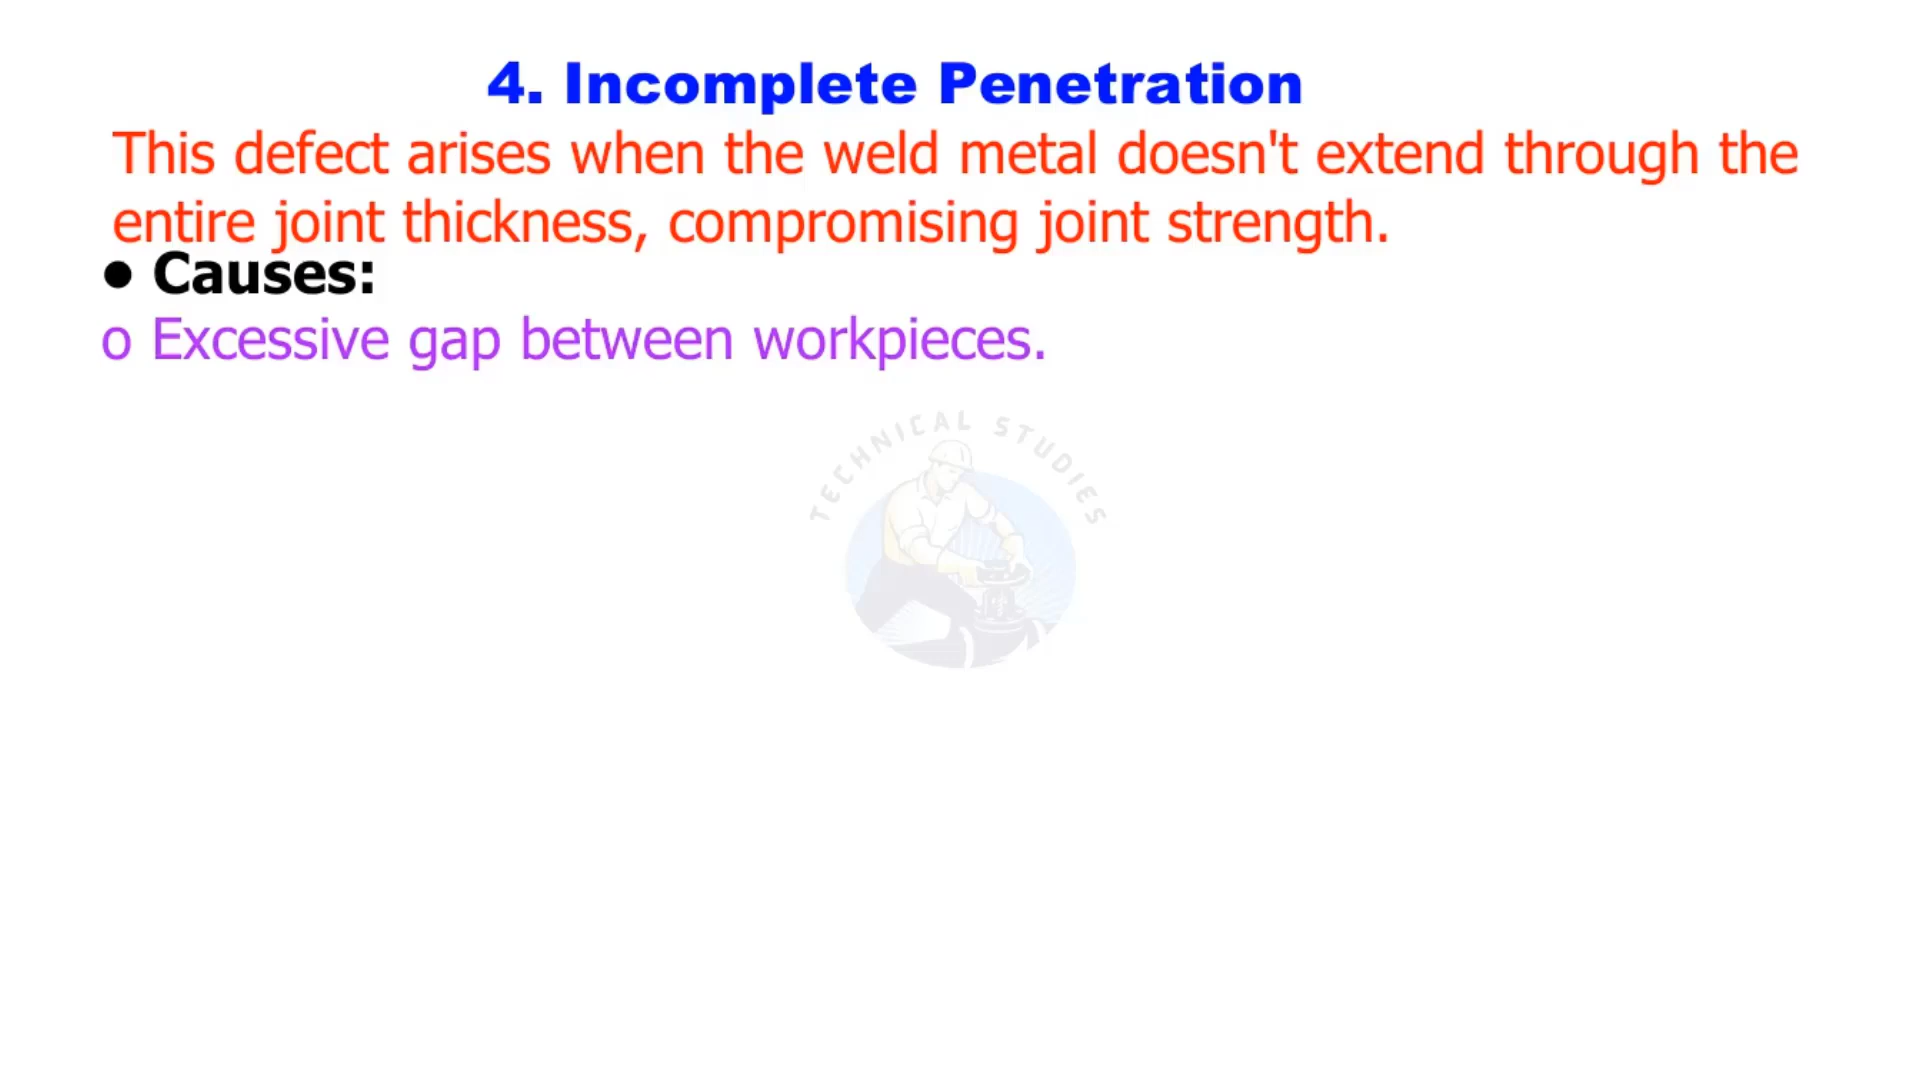 4. Incomplete Penetration
This defect arises when the weld metal doesn't extend through the
entire joint thickness, compromising joint strength.
● Causes:
o Excessive gap between workpieces.
TECHNICAL STUDIES